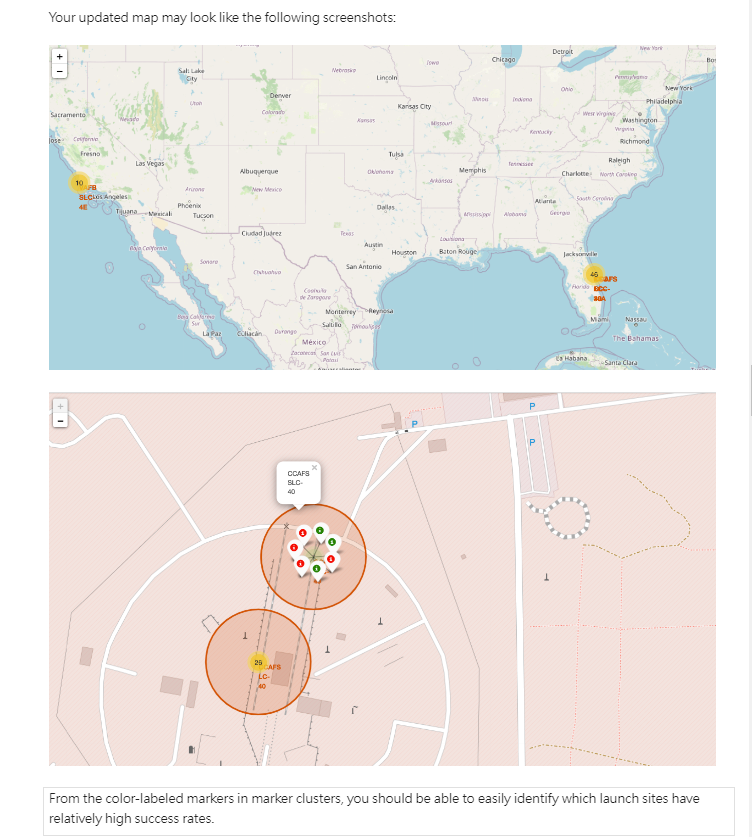 Your updated map may look like the following screenshots:
+
−
New York
Detroit
Chicago
Iowa
Nebraska
Salt Lake
City
Lincoln
Pennsylvania
Ohio
New York
Denver
Utah
Illinois
Indiana
Philadelphia
Kansas City
Colorado
Sacramento
Nevada
West Virginia
Washington
Kansas
Missouri
Virginia
Kentucky
Jose
California
Richmond
Fresno
Tulsa
Raleigh
Las Vegas
Tennessee
Albuquerque
Oklahoma
Memphis
Charlotte
North Carolina
10
Arkansas
Arizona
New Mexico
Los Angeles
SLC-
4E
South Carolina
Atlanta
Phoenix
Dallas
Tijuana
Mexicali
Tucson
Mississippi
Alabama
Georgia
Ciudad Juárez
Texas
Louisiana
Austin
Baja California
Houston
Baton Rouge
Jacksonville
Sonora
San Antonio
Chihuahua
46
AFS
Florida
Coahuila
de Zaragoza
Monterrey
Reynosa
Baja California
Sur
Saltillo
Miami
Nassau
La Paz
Culiacán
Durango
Tamaulipas
México
The Bahamas
Zacatecas
San Luis
Potosí
La Habana
Santa Clara
+
−
P
P
P
CCAFS
SLC-
40
×
26
AFS
LC-
40
From the color-labeled markers in marker clusters, you should be able to easily identify which launch sites have
relatively high success rates.